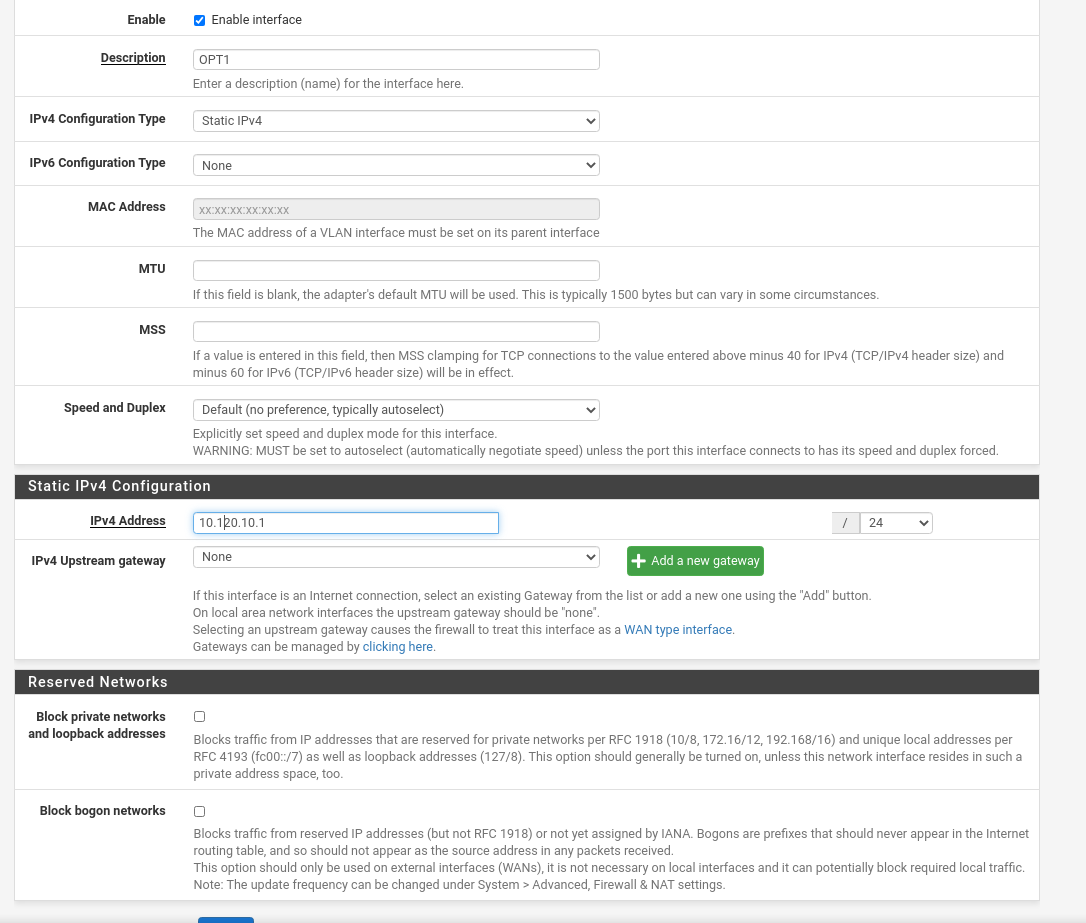 Enable
Enable interface
Description
OPT1
Enter a description (name) for the interface here.
IPv4 Configuration Type
Static IPv4
IPv6 Configuration Type
None
MAC Address
xx:xx:xx:xx:xx:xx
The MAC address of a VLAN interface must be set on its parent interface
MTU
If this field is blank, the adapter's default MTU will be used. This is typically 1500 bytes but can vary in some circumstances.
MSS
If a value is entered in this field, then MSS clamping for TCP connections to the value entered above minus 40 for IPv4 (TCP/IPv4 header size) and
minus 60 for IPv6 (TCP/IPv6 header size) will be in effect.
Speed and Duplex
Default (no preference, typically autoselect)
Explicitly set speed and duplex mode for this interface.
WARNING: MUST be set to autoselect (automatically negotiate speed) unless the port this interface connects to has its speed and duplex forced.
Static IPv4 Configuration
IPv4 Address
10.120.10.1
/
24
IPv4 Upstream gateway
None
Add a new gateway
If this interface is an Internet connection, select an existing Gateway from the list or add a new one using the "Add" button.
On local area network interfaces the upstream gateway should be "none".
Selecting an upstream gateway causes the firewall to treat this interface as a WAN type interface.
Gateways can be managed by clicking here.
Reserved Networks
Block private networks
and loopback addresses
Blocks traffic from IP addresses that are reserved for private networks per RFC 1918 (10/8, 172.16/12, 192.168/16) and unique local addresses per
RFC 4193 (fc00::/7) as well as loopback addresses (127/8). This option should generally be turned on, unless this network interface resides in such a
private address space, too.
Block bogon networks
Blocks traffic from reserved IP addresses (but not RFC 1918) or not yet assigned by IANA. Bogons are prefixes that should never appear in the Internet
routing table, and so should not appear as the source address in any packets received.
This option should only be used on external interfaces (WANs), it is not necessary on local interfaces and it can potentially block required local traffic.
Note: The update frequency can be changed under System > Advanced, Firewall & NAT settings.